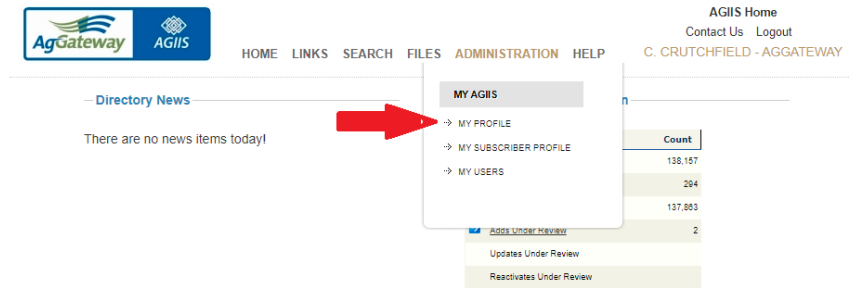 AgGateway
AGIIS
AGIIS Home
Contact Us Logout
HOME LINKS SEARCH FILES ADMINISTRATION HELP
C. CRUTCHFIELD - AGGATEWAY
Directory News
MY AGIIS
n
MY PROFILE
MY SUBSCRIBER PROFILE
MY USERS
There are no news items today!
Count
138,157
294
137,863
Adds Under Review 2
Updates Under Review
Reactivates Under Review